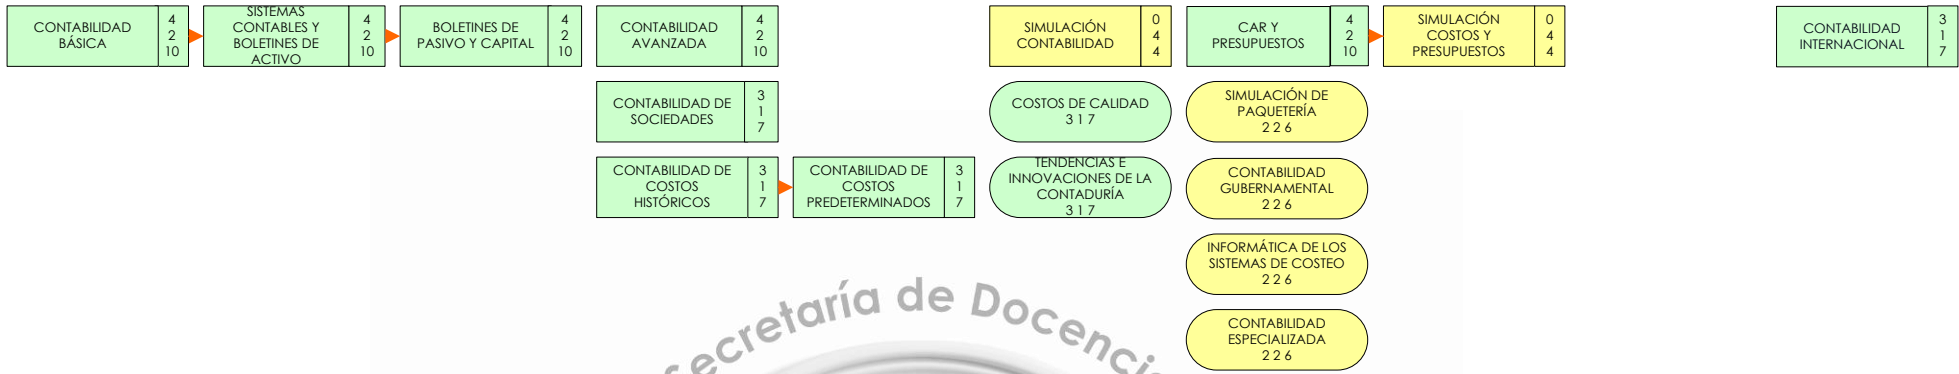 CONTABILIDAD
BÁSICA
4
2
10
SISTEMAS
CONTABLES Y
BOLETINES DE
ACTIVO
4
2
10
BOLETINES DE
PASIVO Y CAPITAL
4
2
10
CONTABILIDAD
AVANZADA
4
2
10
SIMULACIÓN
CONTABILIDAD
0
4
4
CAR Y
PRESUPUESTOS
4
2
10
SIMULACIÓN
COSTOS Y
PRESUPUESTOS
0
4
4
CONTABILIDAD
INTERNACIONAL
3
1
7
CONTABILIDAD DE
SOCIEDADES
3
1
7
COSTOS DE CALIDAD
3 1 7
SIMULACIÓN DE
PAQUETERÍA
2 2 6
CONTABILIDAD DE
COSTOS
HISTÓRICOS
3
1
7
CONTABILIDAD DE
COSTOS
PREDETERMINADOS
3
1
7
TENDENCIAS E
INNOVACIONES DE LA
CONTADURÍA
3 1 7
CONTABILIDAD
GUBERNAMENTAL
2 2 6
INFORMÁTICA DE LOS
SISTEMAS DE COSTEO
2 2 6
CONTABILIDAD
ESPECIALIZADA
2 2 6
Secretaría de Docencia